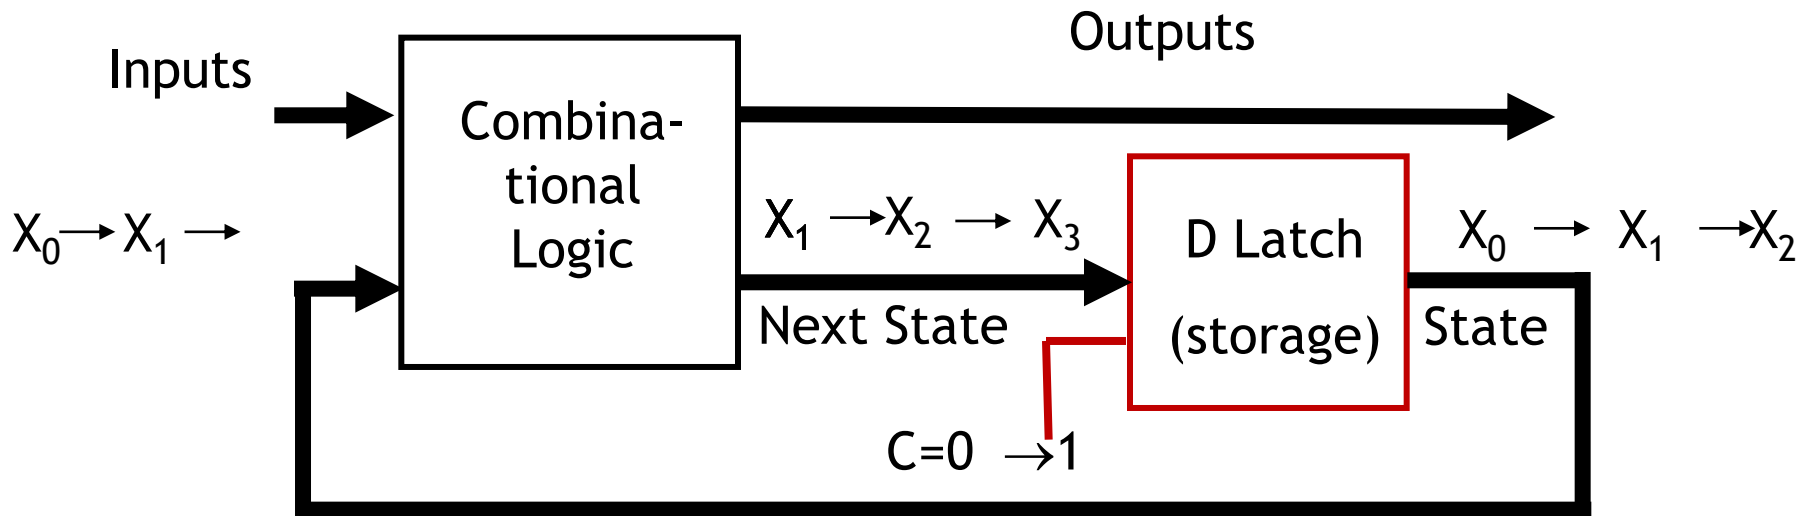 Inputs
Outputs
Combina-
tional
Logic
X₀→X₁ →
X₁ →X₂ → X₃
Next State
D Latch
(storage)
X₀ → X₁ →X₂
State
C=0 →1